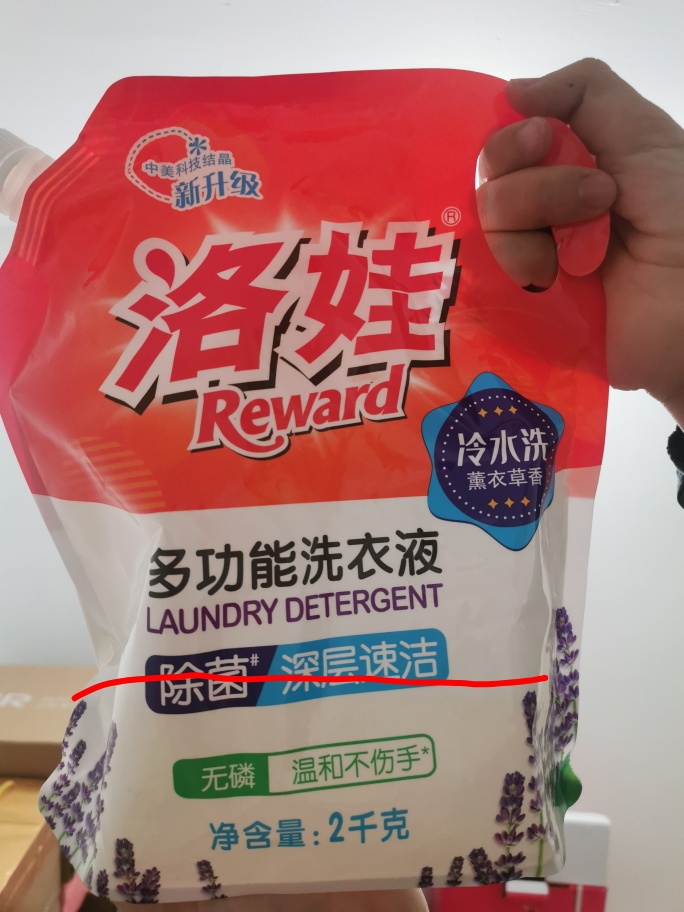 中美科技结晶
新升级
洛娃®
Reward
冷水洗
薰衣草香
多功能洗衣液
LAUNDRY DETERGENT
除菌# 深层速洁
无磷 温和不伤手*
净含量:2千克